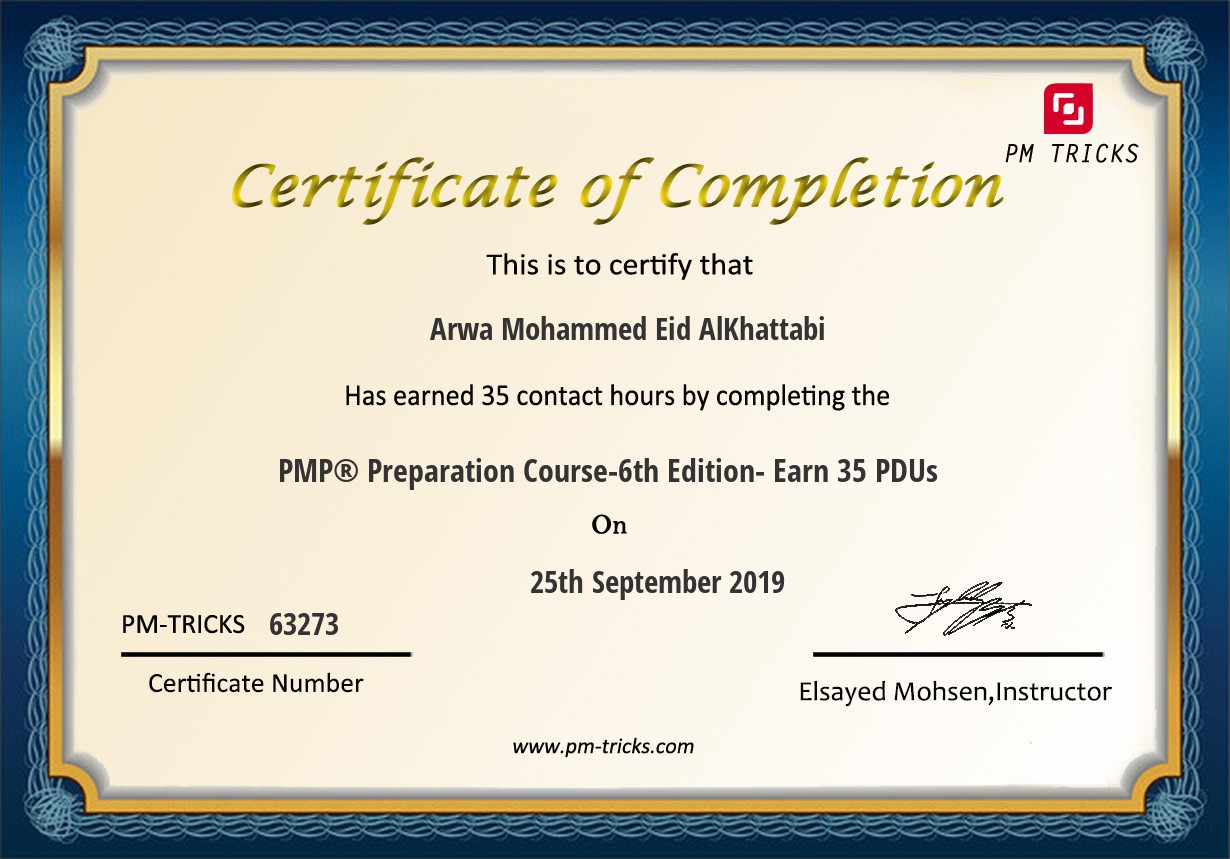 PM TRICKS
Certificate of Completion
This is to certify that
Arwa Mohammed Eid AlKhattabi
Has earned 35 contact hours by completing the
PMP® Preparation Course-6th Edition- Earn 35 PDUs
On
25th September 2019
PM-TRICKS 63273
Certificate Number
Elsayed Mohsen,Instructor
www.pm-tricks.com